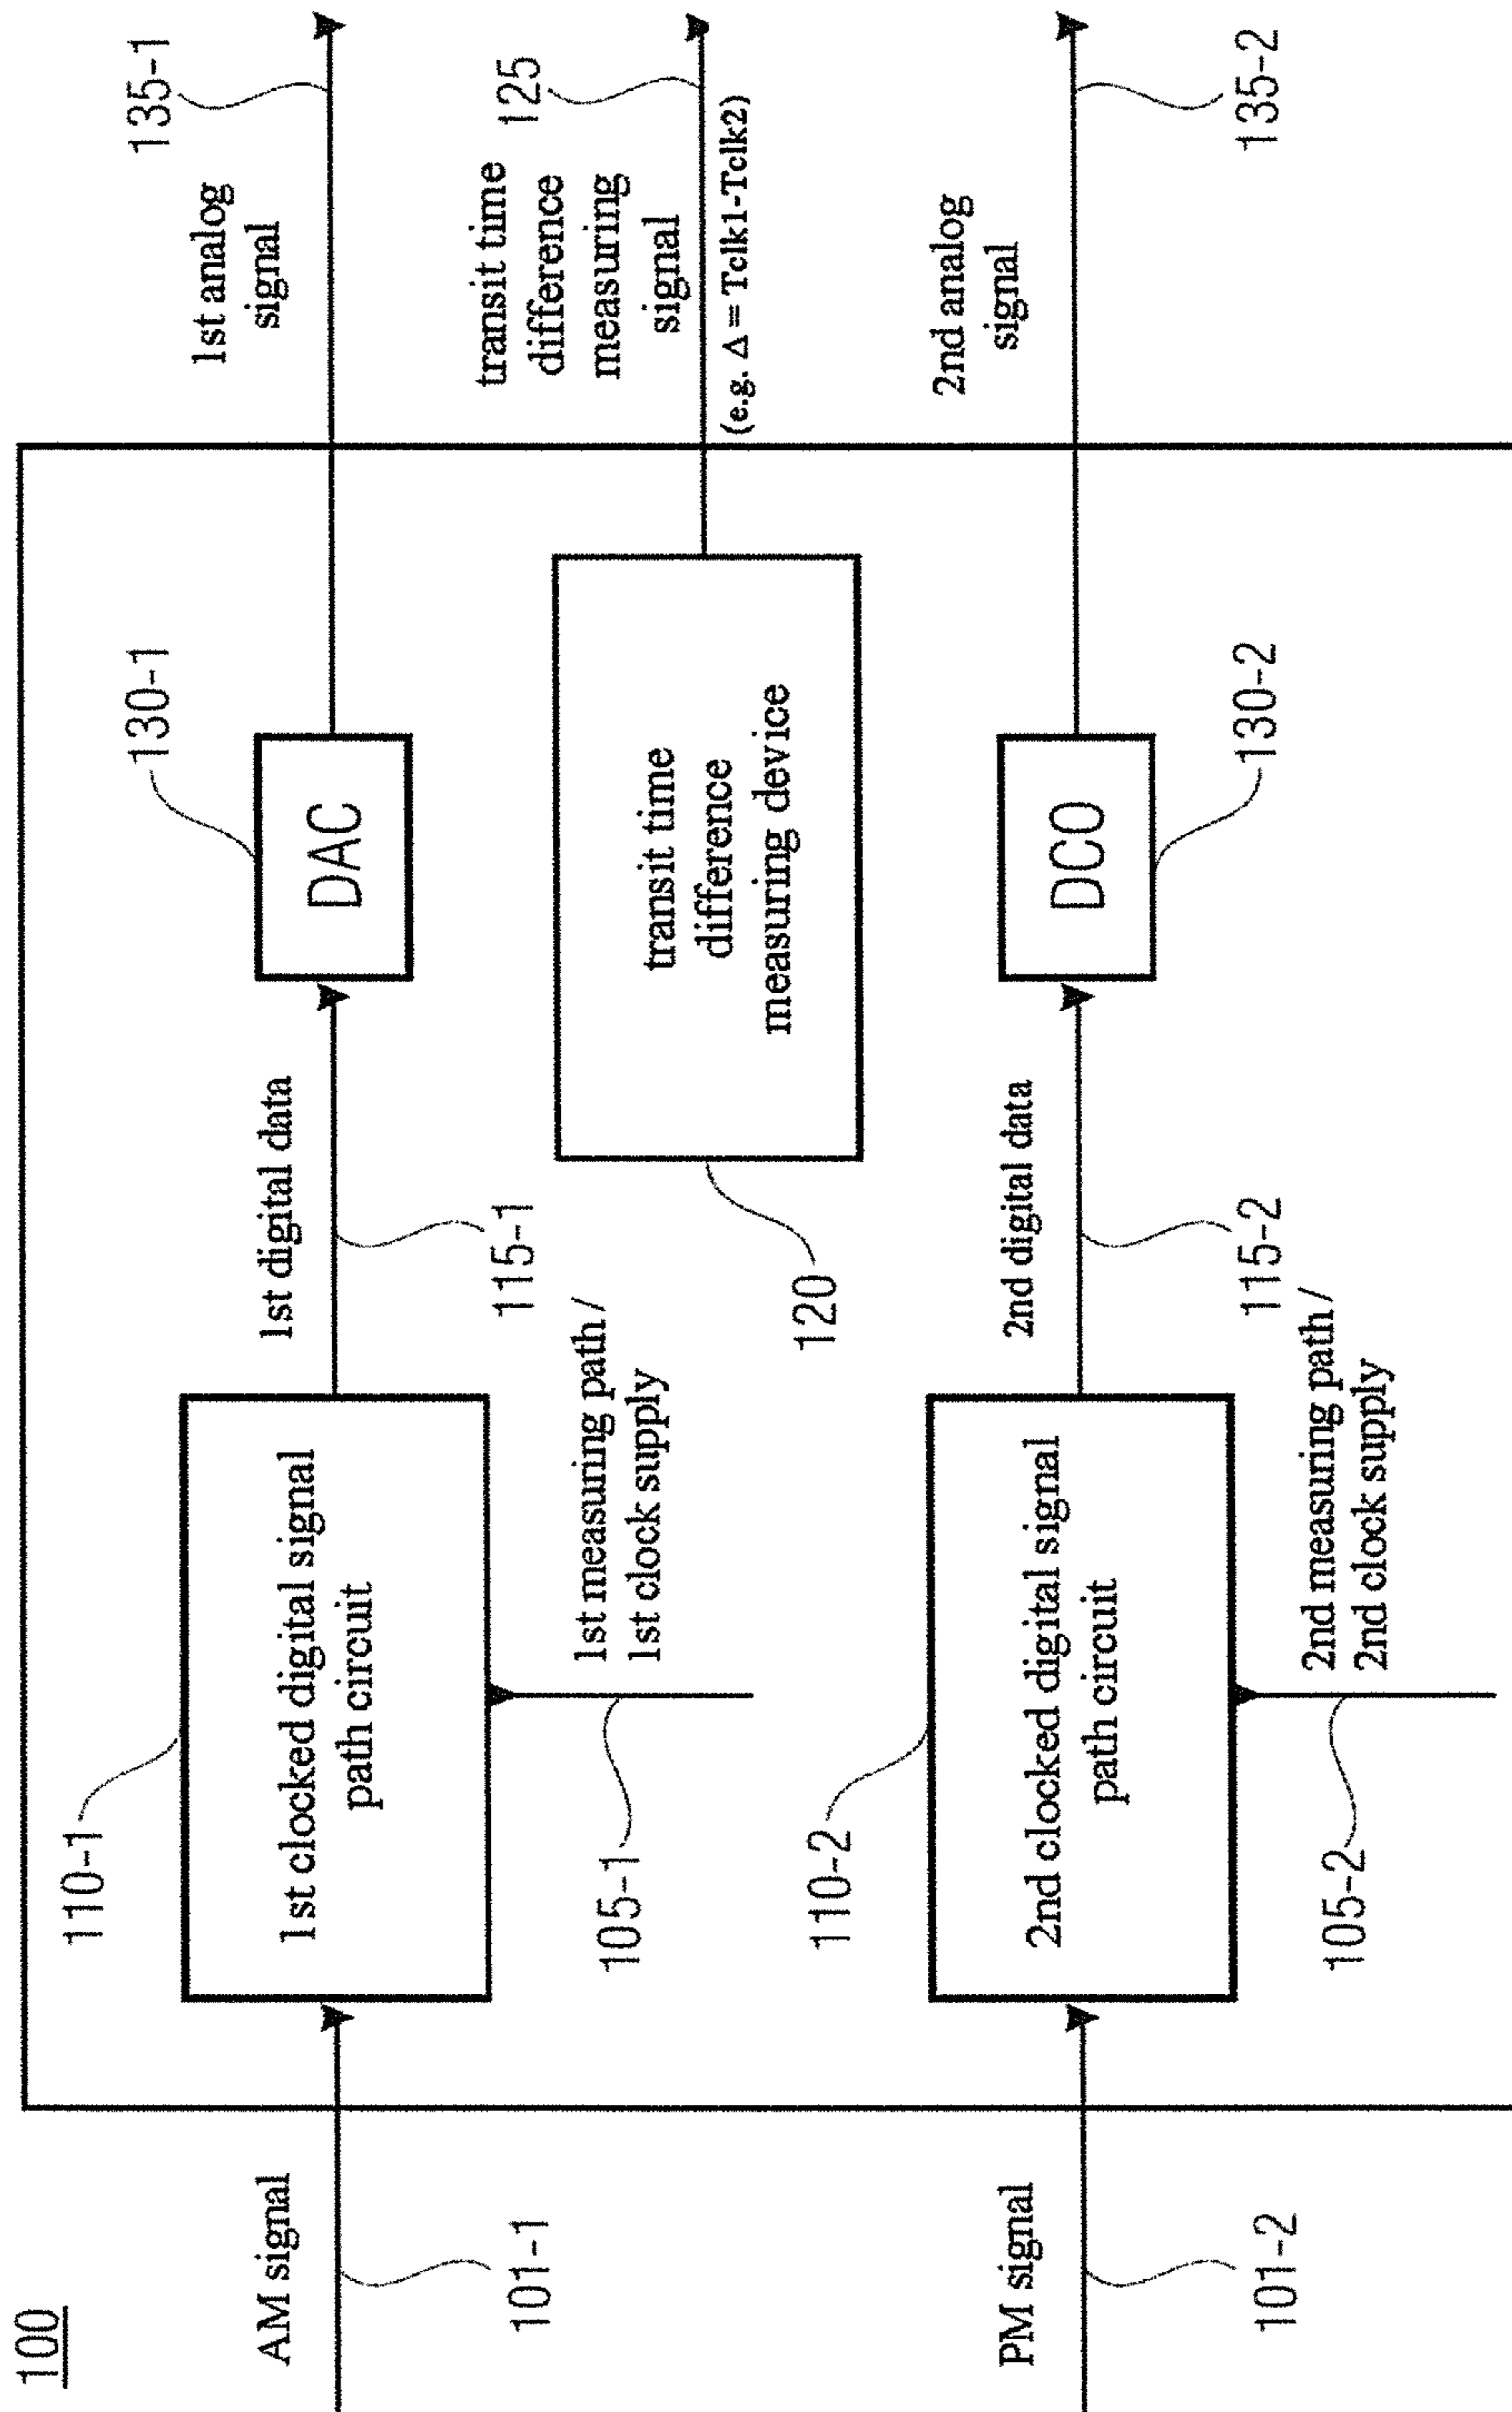 100
AM signal
101-1
110-1
1st clocked digital signal
path circuit
105-1
1st measuring path /
1st clock supply
1st digital data
115-1
130-1
DAC
1st analog
signal
135-1
120
transit time
difference
measuring device
transit time
difference
measuring
signal
125
(e.g. Δ = Tclk1-Tclk2)
PM signal
101-2
110-2
2nd clocked digital signal
path circuit
105-2
2nd measuring path /
2nd clock supply
2nd digital data
115-2
DCO
130-2
2nd analog
signal
135-2